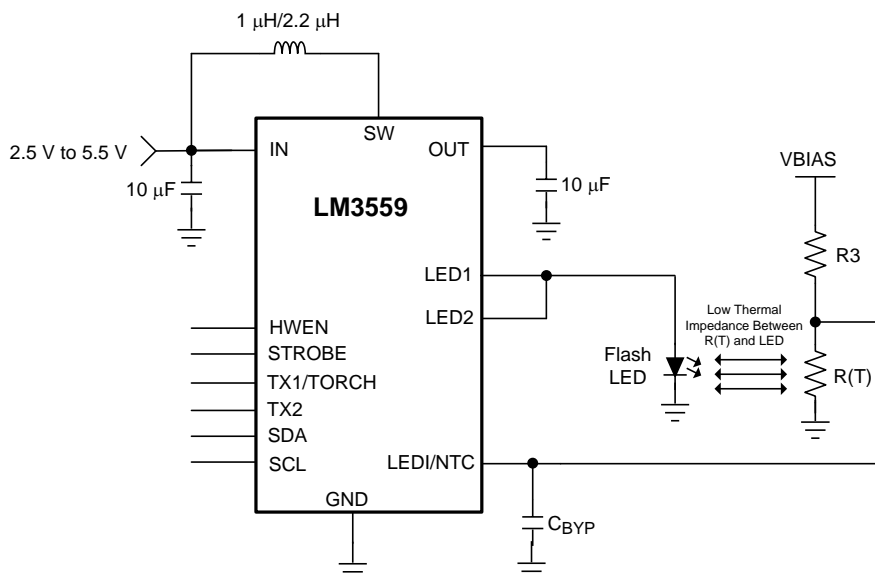 1 μH/2.2 μH
2.5 V to 5.5 V
IN
SW
OUT
10 μF
10 μF
LM3559
VBIAS
R3
LED1
LED2
Low Thermal
Impedance Between
R(T) and LED
HWEN
STROBE
TX1/TORCH
TX2
SDA
SCL
Flash
LED
R(T)
LEDI/NTC
GND
CBYP